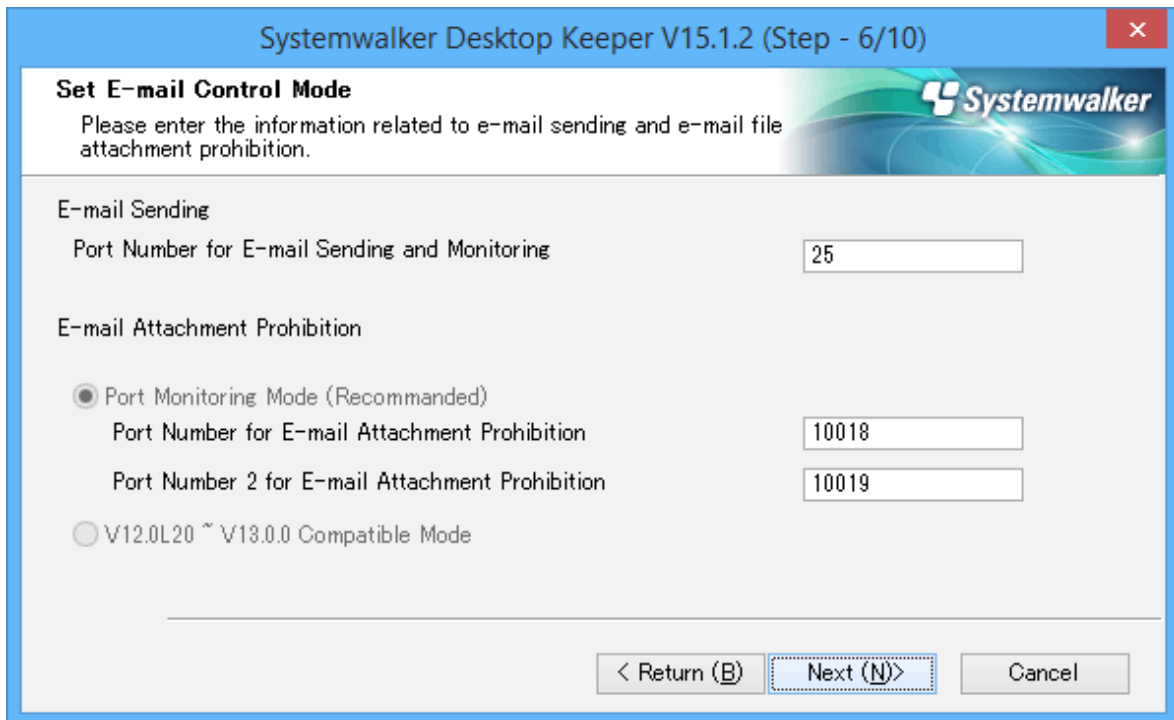 Systemwalker Desktop Keeper V15.1.2 (Step - 6/10)
Set E-mail Control Mode
Please enter the information related to e-mail sending and e-mail file
attachment prohibition.
Systemwalker
E-mail Sending
Port Number for E-mail Sending and Monitoring
25
E-mail Attachment Prohibition
Port Monitoring Mode (Recommanded)
Port Number for E-mail Attachment Prohibition
10018
Port Number 2 for E-mail Attachment Prohibition
10019
V12.0L20 ~ V13.0.0 Compatible Mode
< Return (B)
Next (N)>
Cancel